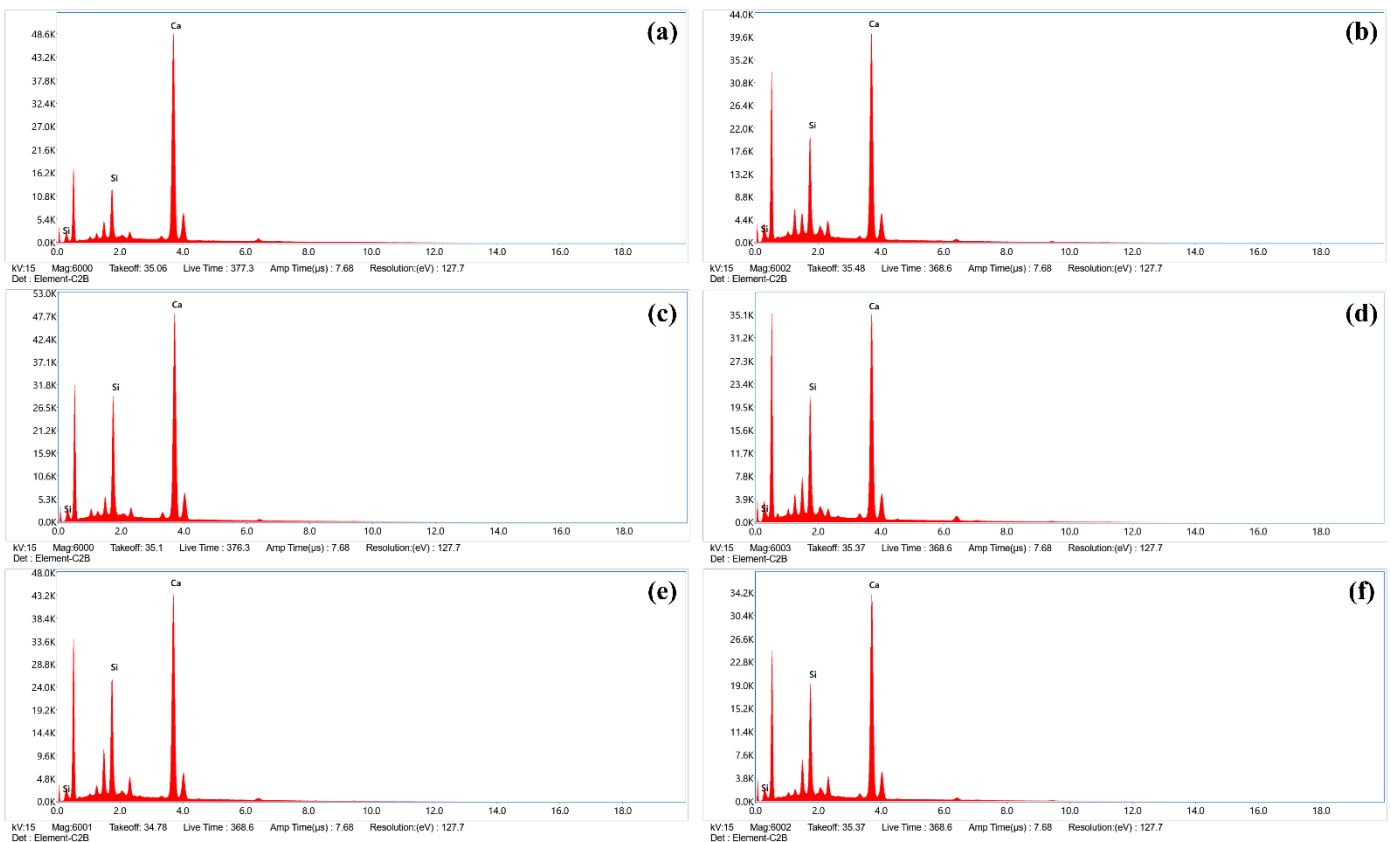 (a)
Ca
48.6K
43.2K
37.8K
32.4K
27.0K
21.6K
16.2K
Si
10.8K
5.4K
Si
0.0K
0.0 2.0 4.0 6.0 8.0 10.0 12.0 14.0 16.0 18.0
kV:15 Mag:6000 Takeoff: 35.06 Live Time : 377.3 Amp Time(µs) : 7.68 Resolution:(eV) : 127.7
Det : Element-C2B
(b)
44.0K
Ca
39.6K
35.2K
30.8K
26.4K
Si
22.0K
17.6K
13.2K
8.8K
4.4K
Si
0.0K
0.0 2.0 4.0 6.0 8.0 10.0 12.0 14.0 16.0 18.0
kV:15 Mag:6002 Takeoff: 35.48 Live Time : 368.6 Amp Time(µs) : 7.68 Resolution:(eV) : 127.7
Det : Element-C2B
(c)
53.0K
Ca
47.7K
42.4K
37.1K
31.8K
Si
26.5K
21.2K
15.9K
10.6K
5.3K
Si
0.0K
0.0 2.0 4.0 6.0 8.0 10.0 12.0 14.0 16.0 18.0
kV:15 Mag:6000 Takeoff: 35.1 Live Time : 376.3 Amp Time(µs) : 7.68 Resolution:(eV) : 127.7
Det : Element-C2B
(d)
Ca
35.1K
31.2K
27.3K
23.4K
Si
19.5K
15.6K
11.7K
7.8K
3.9K
Si
0.0K
0.0 2.0 4.0 6.0 8.0 10.0 12.0 14.0 16.0 18.0
kV:15 Mag:6003 Takeoff: 35.37 Live Time : 368.6 Amp Time(µs) : 7.68 Resolution:(eV) : 127.7
Det : Element-C2B
(e)
48.0K
Ca
43.2K
38.4K
33.6K
28.8K
Si
24.0K
19.2K
14.4K
9.6K
4.8K
Si
0.0K
0.0 2.0 4.0 6.0 8.0 10.0 12.0 14.0 16.0 18.0
kV:15 Mag:6001 Takeoff: 34.78 Live Time : 368.6 Amp Time(µs) : 7.68 Resolution:(eV) : 127.7
Det : Element-C2B
(f)
Ca
34.2K
30.4K
26.6K
22.8K
Si
19.0K
15.2K
11.4K
7.6K
3.8K
Si
0.0K
0.0 2.0 4.0 6.0 8.0 10.0 12.0 14.0 16.0 18.0
kV:15 Mag:6002 Takeoff: 35.37 Live Time : 368.6 Amp Time(µs) : 7.68 Resolution:(eV) : 127.7
Det : Element-C2B